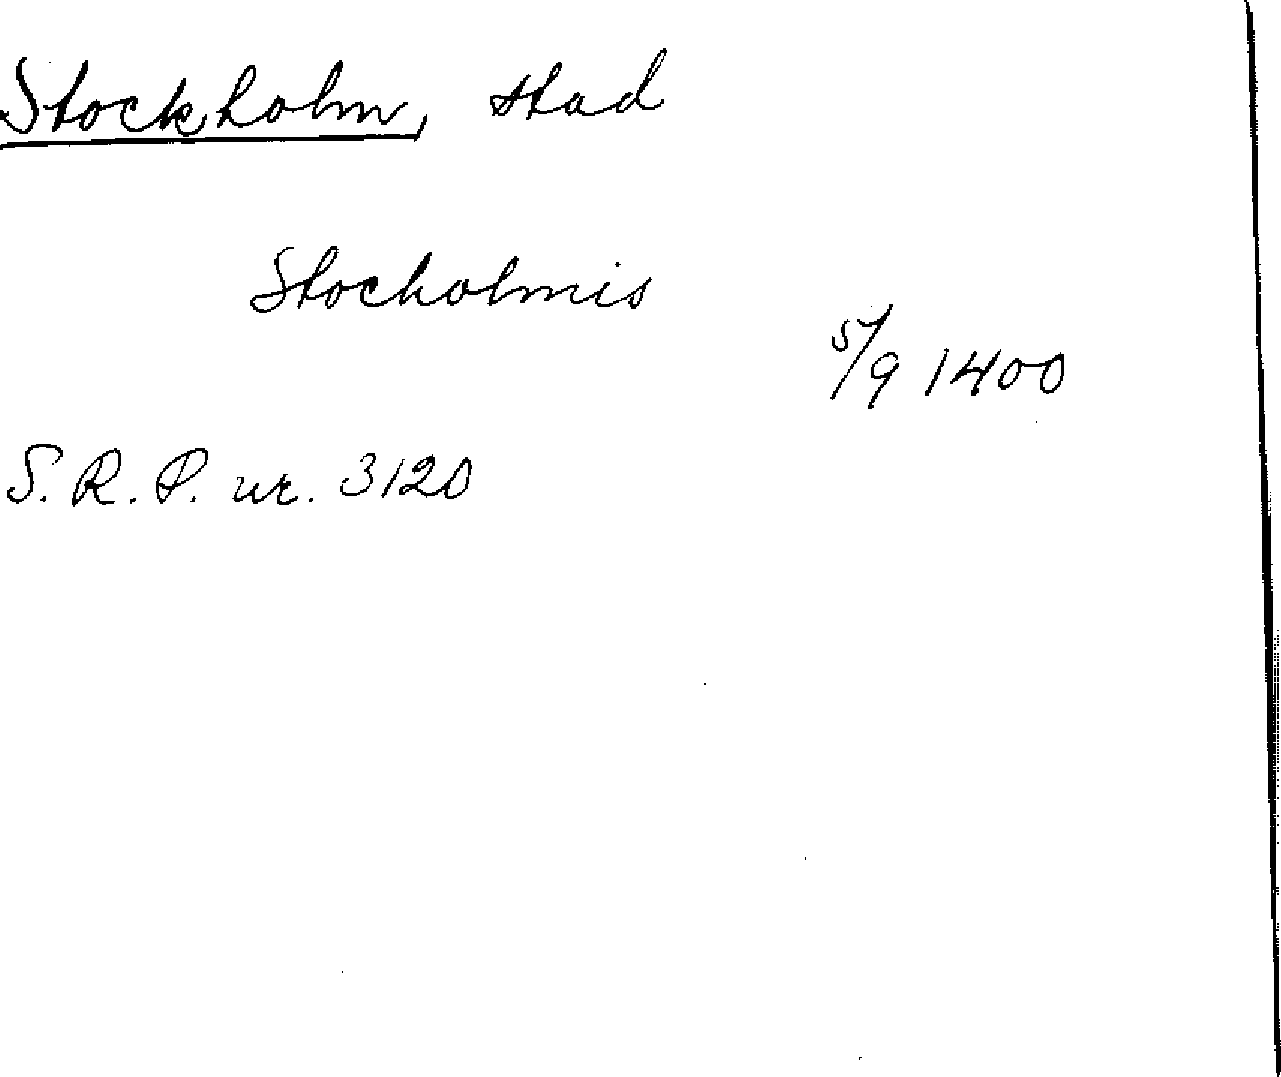 Stockholm, stad
Stocholmis
5/9 1400
S. R. P. nr. 3120